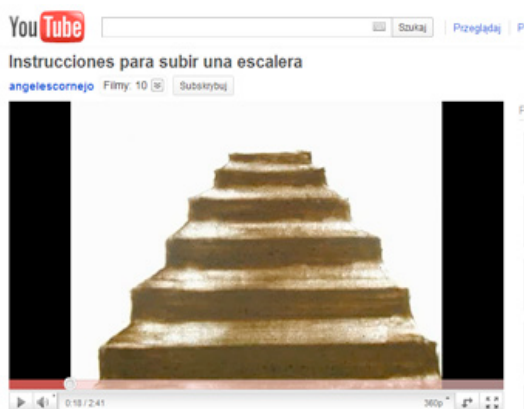 YouTube Szukaj Przeglądaj P
Instrucciones para subir una escalera
angelescornejo Filmy: 10 Subskrybuj
0:18 / 2:41 360p